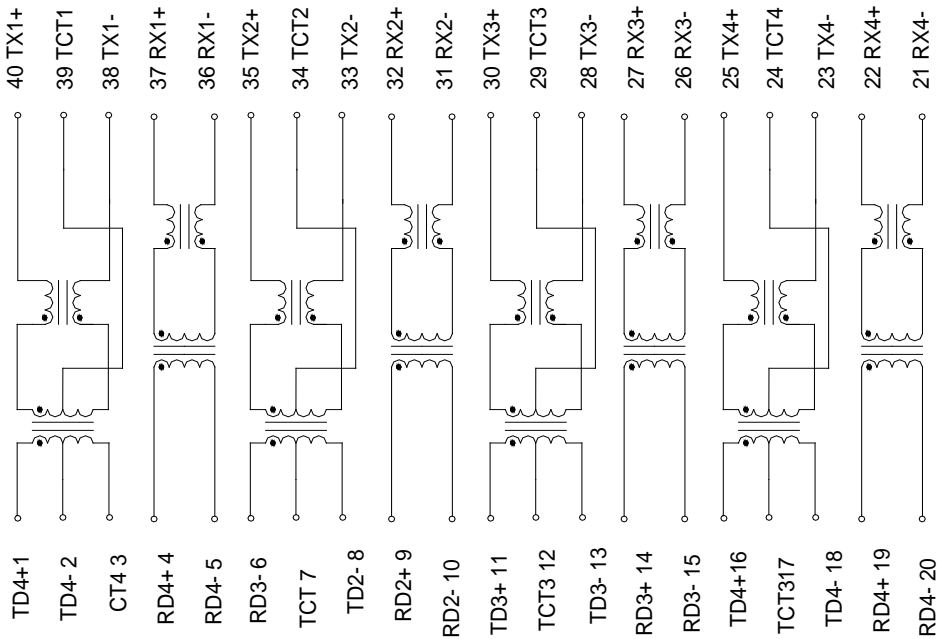 40 TX1+
39 TCT1
38 TX1-
37 RX1+
36 RX1-
35 TX2+
34 TCT2
33 TX2-
32 RX2+
31 RX2-
30 TX3+
29 TCT3
28 TX3-
27 RX3+
26 RX3-
25 TX4+
24 TCT4
23 TX4-
22 RX4+
21 RX4-
TD4+1
TD4- 2
CT4 3
RD4+ 4
RD4- 5
RD3- 6
TCT 7
TD2- 8
RD2+ 9
RD2- 10
TD3+ 11
TCT3 12
TD3- 13
RD3+ 14
RD3- 15
TD4+16
TCT317
TD4- 18
RD4+ 19
RD4- 20